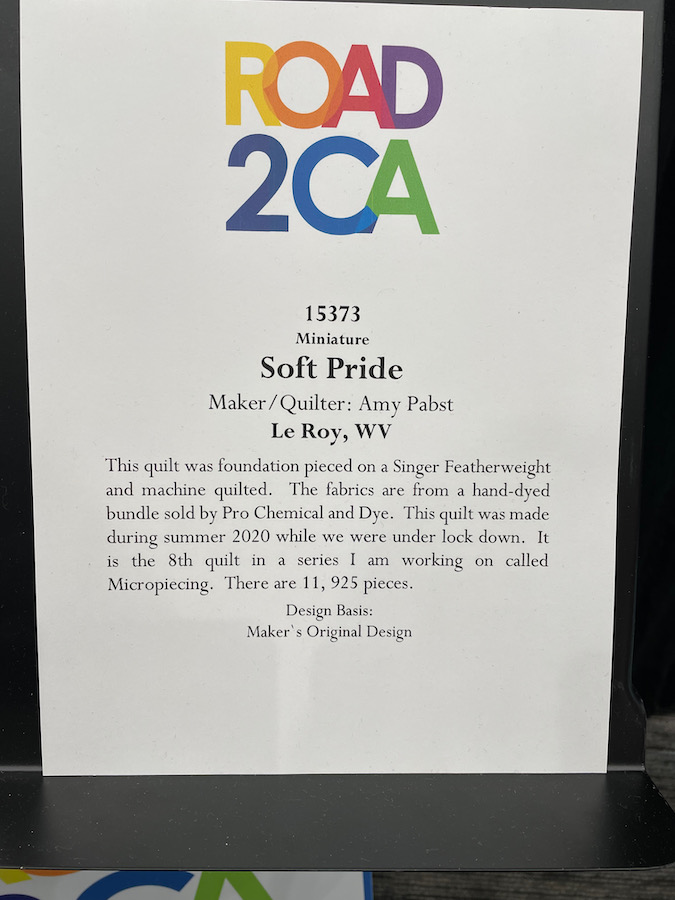 ROAD
2CA
15373
Miniature
Soft Pride
Maker/Quilter: Amy Pabst
Le Roy, WV
This quilt was foundation pieced on a Singer Featherweight
and machine quilted. The fabrics are from a hand-dyed
bundle sold by Pro Chemical and Dye. This quilt was made
during summer 2020 while we were under lock down. It
is the 8th quilt in a series I am working on called
Micropiecing. There are 11, 925 pieces.
Design Basis:
Maker`s Original Design